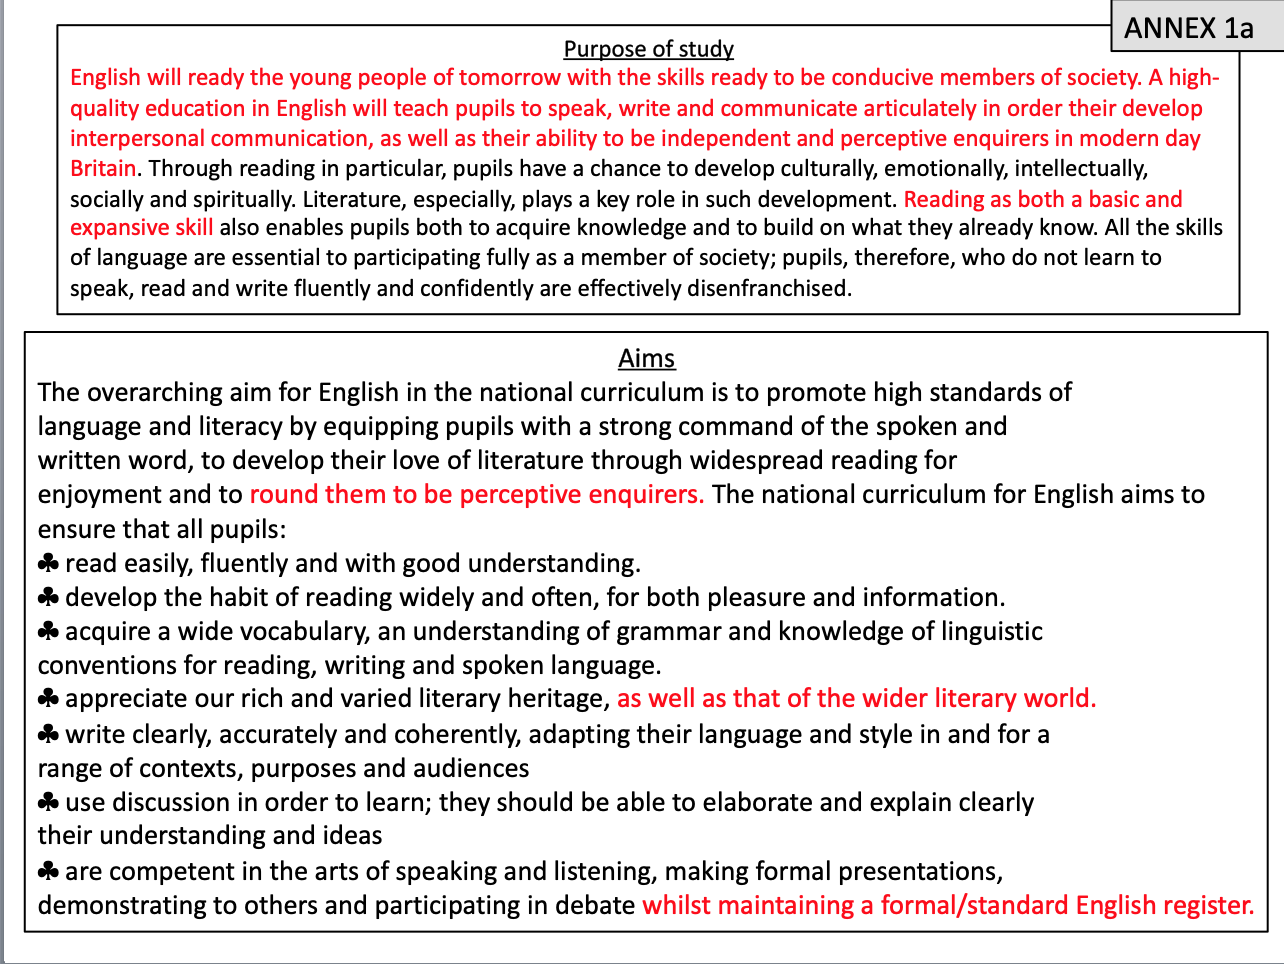 ANNEX 1a
Purpose of study
English will ready the young people of tomorrow with the skills ready to be conducive members of society. A high-
quality education in English will teach pupils to speak, write and communicate articulately in order their develop
interpersonal communication, as well as their ability to be independent and perceptive enquirers in modern day
Britain. Through reading in particular, pupils have a chance to develop culturally, emotionally, intellectually,
socially and spiritually. Literature, especially, plays a key role in such development. Reading as both a basic and
expansive skill also enables pupils both to acquire knowledge and to build on what they already know. All the skills
of language are essential to participating fully as a member of society; pupils, therefore, who do not learn to
speak, read and write fluently and confidently are effectively disenfranchised.
Aims
The overarching aim for English in the national curriculum is to promote high standards of
language and literacy by equipping pupils with a strong command of the spoken and
written word, to develop their love of literature through widespread reading for
enjoyment and to round them to be perceptive enquirers. The national curriculum for English aims to
ensure that all pupils:
♣ read easily, fluently and with good understanding.
♣ develop the habit of reading widely and often, for both pleasure and information.
♣ acquire a wide vocabulary, an understanding of grammar and knowledge of linguistic
conventions for reading, writing and spoken language.
♣ appreciate our rich and varied literary heritage, as well as that of the wider literary world.
♣ write clearly, accurately and coherently, adapting their language and style in and for a
range of contexts, purposes and audiences
♣ use discussion in order to learn; they should be able to elaborate and explain clearly
their understanding and ideas
♣ are competent in the arts of speaking and listening, making formal presentations,
demonstrating to others and participating in debate whilst maintaining a formal/standard English register.